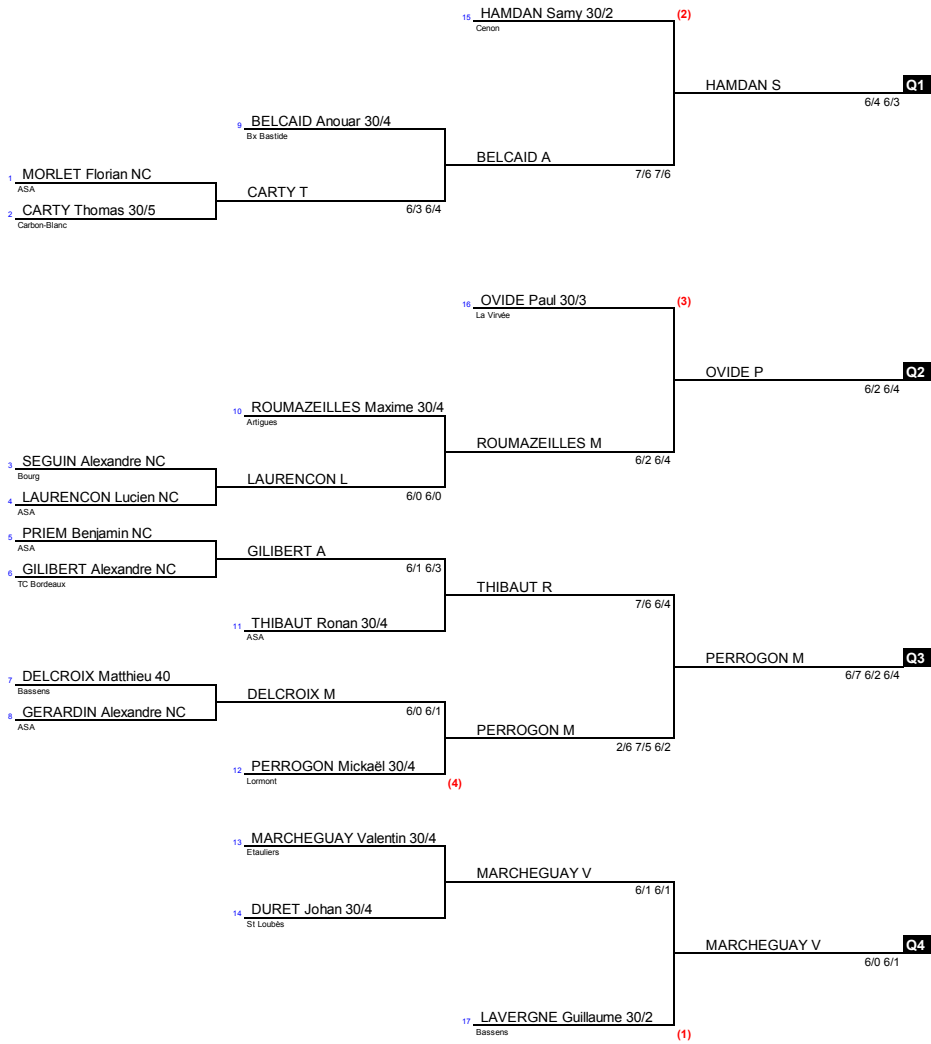 15 HAMDAN Samy 30/2 (2)
Cenon
HAMDAN S Q1
6/4 6/3
9 BELCAID Anouar 30/4
Bx Bastide
BELCAID A
7/6 7/6
1 MORLET Florian NC
ASA
CARTY T
6/3 6/4
2 CARTY Thomas 30/5
Carbon-Blanc
16 OVIDE Paul 30/3 (3)
La Virvée
OVIDE P Q2
6/2 6/4
10 ROUMAZEILLES Maxime 30/4
Artigues
ROUMAZEILLES M
6/2 6/4
3 SEGUIN Alexandre NC
Bourg
LAURENCON L
6/0 6/0
4 LAURENCON Lucien NC
ASA
5 PRIEM Benjamin NC
ASA
GILIBERT A
6/1 6/3
6 GILIBERT Alexandre NC
TC Bordeaux
THIBAUT R
7/6 6/4
11 THIBAUT Ronan 30/4
ASA
PERROGON M Q3
6/7 6/2 6/4
7 DELCROIX Matthieu 40
Bassens
DELCROIX M
6/0 6/1
8 GERARDIN Alexandre NC
ASA
PERROGON M
2/6 7/5 6/2
12 PERROGON Mickaël 30/4
Lormont (4)
13 MARCHEGUAY Valentin 30/4
Etauliers
MARCHEGUAY V
6/1 6/1
14 DURET Johan 30/4
St Loubès
MARCHEGUAY V Q4
6/0 6/1
17 LAVERGNE Guillaume 30/2
Bassens (1)